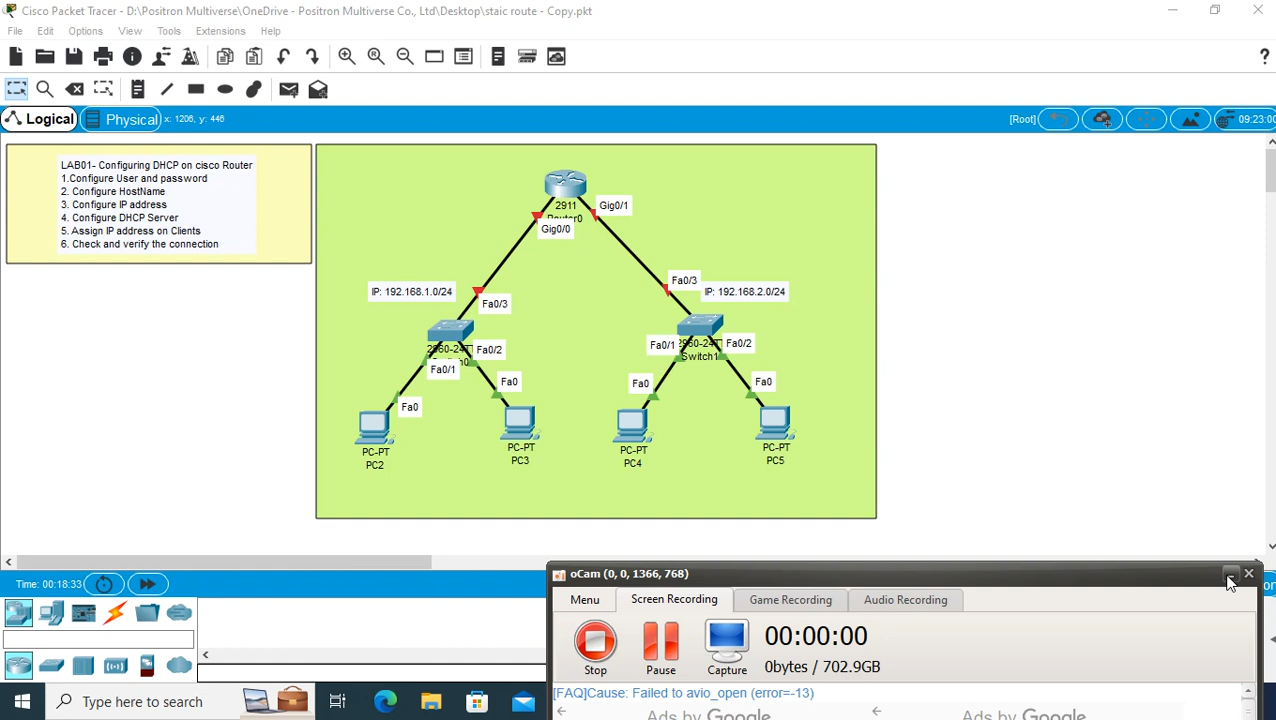 Cisco Packet Tracer - D:\Positron Multiverse\OneDrive - Positron Multiverse Co., Ltd\Desktop\staic route - Copy.pkt
File Edit Options View Tools Extensions Help
Logical Physical x: 1206, y: 446 [Root] 09:23:00
LAB01- Configuring DHCP on cisco Router
1.Configure User and password
2. Configure HostName
3. Configure IP address
4. Configure DHCP Server
5. Assign IP address on Clients
6. Check and verify the connection
2911
Router0
Gig0/1
Gig0/0
IP: 192.168.1.0/24
Fa0/3
Fa0/3
IP: 192.168.2.0/24
Fa0/2
Fa0/1
Fa0/1
Fa0/2
Switch1
Fa0
Fa0
Fa0
Fa0
PC-PT
PC2
PC-PT
PC3
PC-PT
PC4
PC-PT
PC5
Time: 00:18:33
oCam (0, 0, 1366, 768)
Menu Screen Recording Game Recording Audio Recording
Stop Pause Capture
00:00:00
0bytes / 702.9GB
[FAQ]Cause: Failed to avio_open (error=-13)
Ads by Google Ads by Google
Type here to search